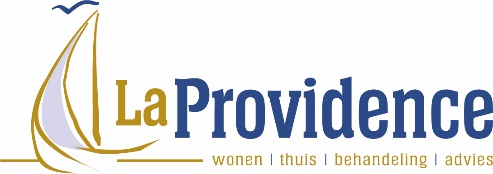 La Providence
wonen | thuis | behandeling | advies